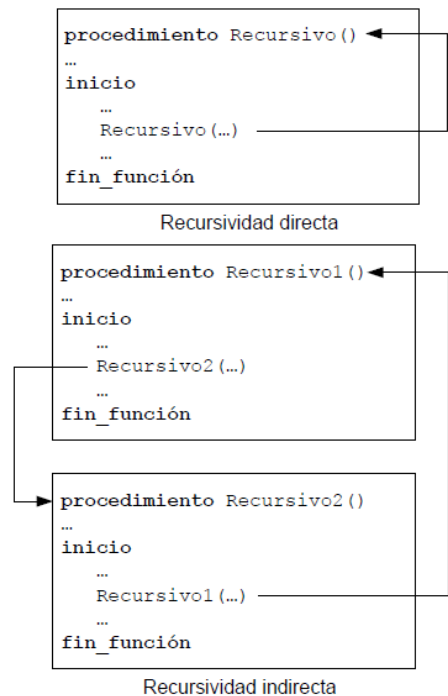 procedimiento Recursivo()
…
inicio
…
Recursivo(…)
…
fin_función
Recursividad directa
procedimiento Recursivo1()
…
inicio
…
Recursivo2(…)
…
fin_función
procedimiento Recursivo2()
…
inicio
…
Recursivo1(…)
…
fin_función
Recursividad indirecta